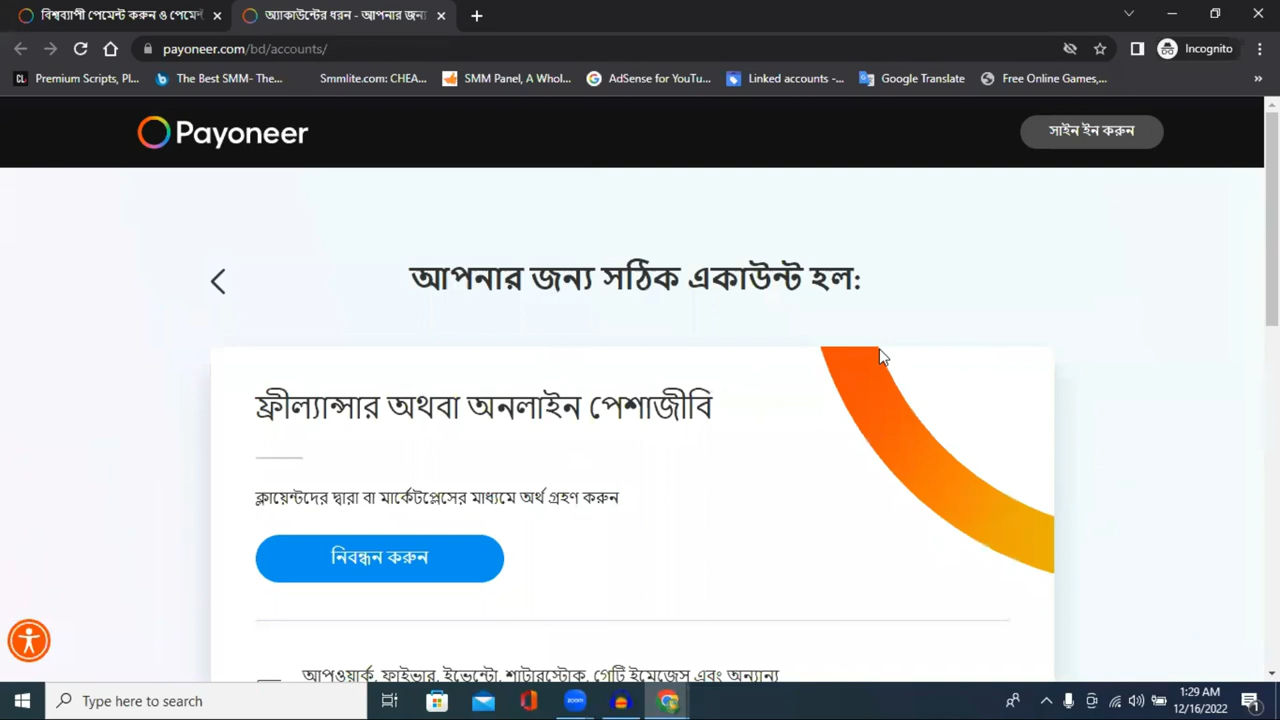 বিশ্বব্যাপী পেমেন্ট করুন ও পেমেন্ট
অ্যাকাউন্টের ধরন - আপনার জন্য
payoneer.com/bd/accounts/
Incognito
Premium Scripts, Pl...
The Best SMM- The...
Smmlite.com: CHEA...
SMM Panel, A Whol...
AdSense for YouTu...
Linked accounts -...
Google Translate
Free Online Games,...
Payoneer
সাইন ইন করুন
আপনার জন্য সঠিক একাউন্ট হল:
ফ্রীল্যান্সার অথবা অনলাইন পেশাজীবি
ক্লায়েন্টদের দ্বারা বা মার্কেটপ্লেসের মাধ্যমে অর্থ গ্রহণ করুন
নিবন্ধন করুন
আপওয়ার্ক, ফাইভার, ইভেন্টো, শাটারস্টোক, গেটি ইমেজেস এবং অন্যান্য
Type here to search
zoom
1:29 AM
12/16/2022